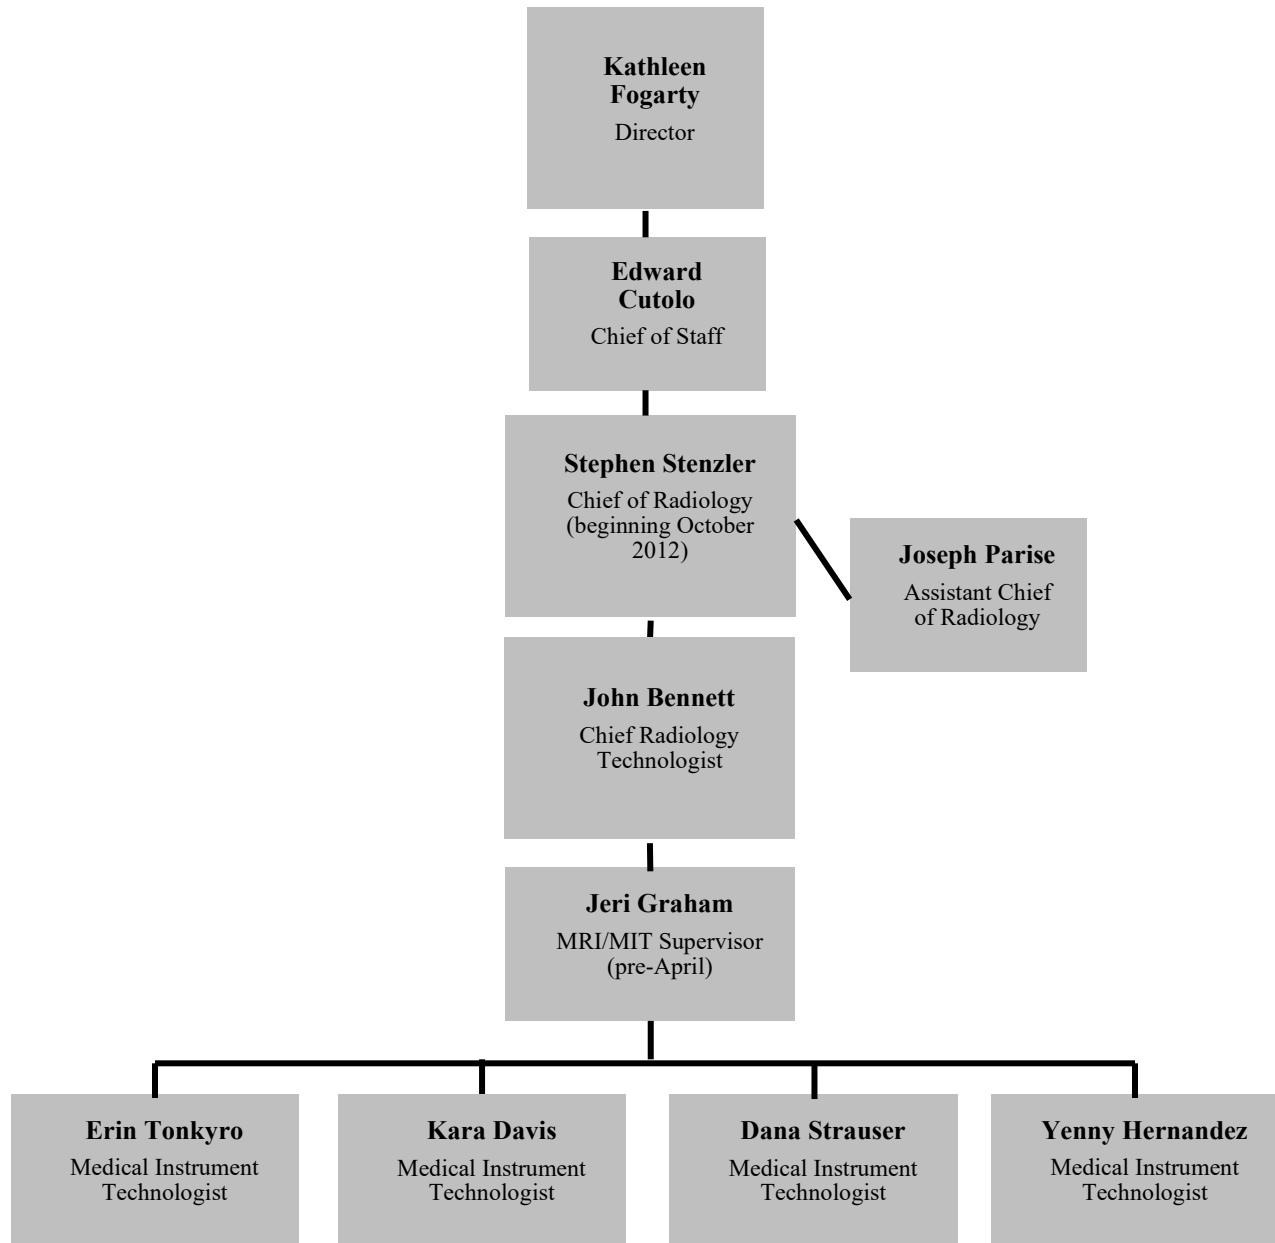 Kathleen
Fogarty
Director
Edward
Cutolo
Chief of Staff
Stephen Stenzler
Chief of Radiology
(beginning October
2012)
Joseph Parise
Assistant Chief
of Radiology
John Bennett
Chief Radiology
Technologist
Jeri Graham
MRI/MIT Supervisor
(pre-April)
Erin Tonkyro
Medical Instrument
Technologist
Kara Davis
Medical Instrument
Technologist
Dana Strauser
Medical Instrument
Technologist
Yenny Hernandez
Medical Instrument
Technologist